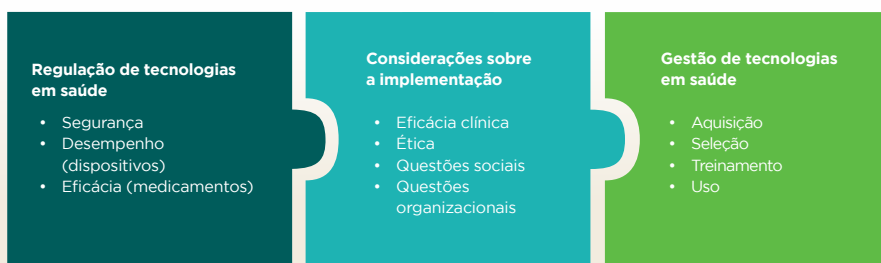 Regulação de tecnologias
em saúde
• Segurança
• Desempenho
(dispositivos)
• Eficácia (medicamentos)
Considerações sobre
a implementação
• Eficácia clínica
• Ética
• Questões sociais
• Questões
organizacionais
Gestão de tecnologias
em saúde
• Aquisição
• Seleção
• Treinamento
• Uso